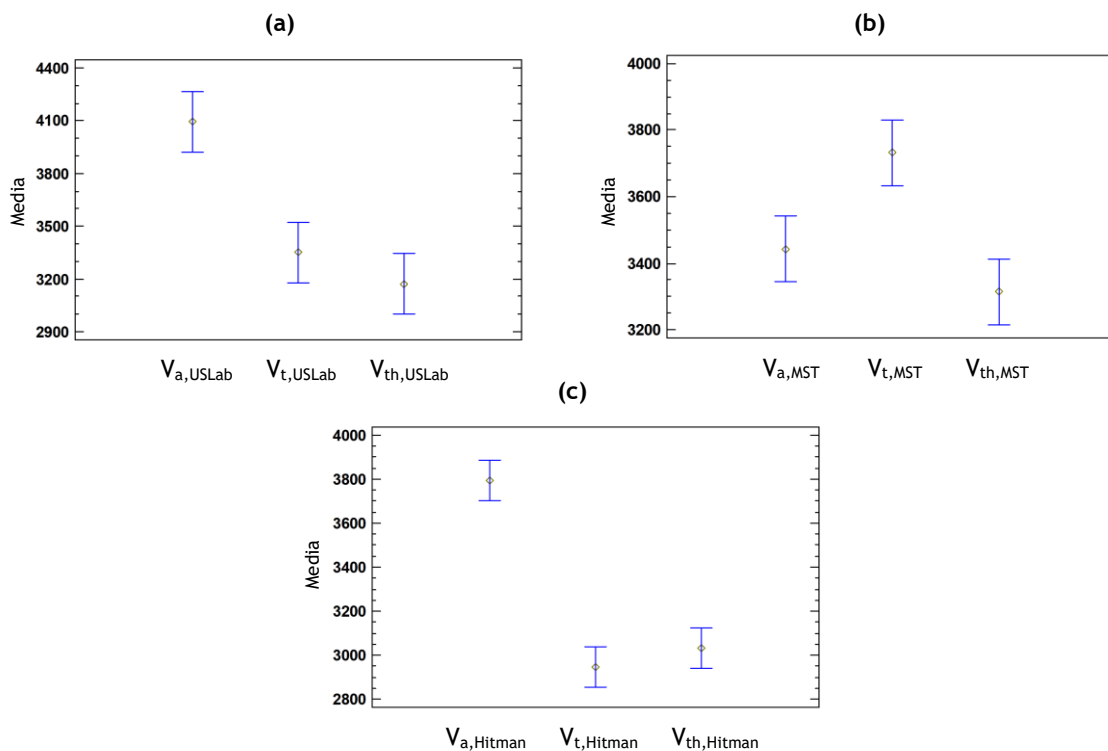 (a)
4400
4100
3800
3500
3200
2900
Media
Va,USLab Vt,USLab Vth,USLab
(b)
4000
3800
3600
3400
3200
Media
Va,MST Vt,MST Vth,MST
(c)
4000
3800
3600
3400
3200
3000
2800
Media
Va,Hitman Vt,Hitman Vth,Hitman